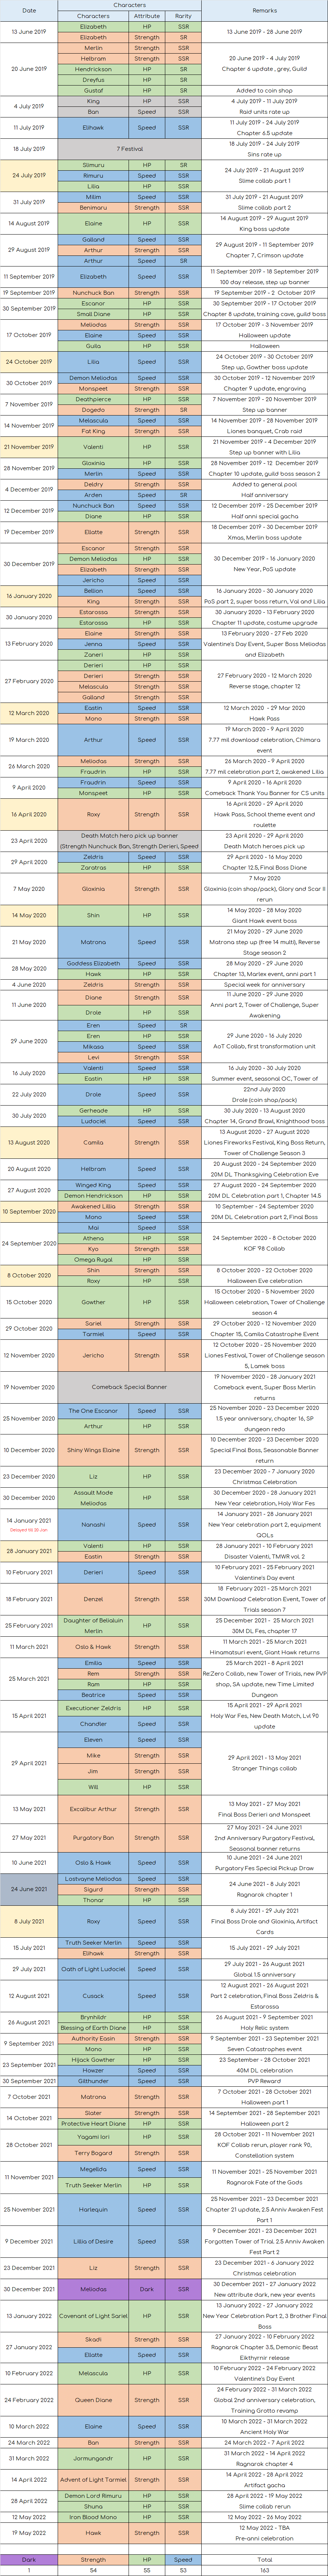 Date Characters Remarks
Characters Attribute Rarity
13 June 2019
Elizabeth HP SSR
Elizabeth Strength SR
13 June 2019 - 28 June 2019
20 June 2019
Merlin Strength SSR
Helbram Strength SSR
Hendrickson HP SR
Dreyfus HP SR
Gustaf HP SR
20 June 2019 - 4 July 2019
Chapter 6 update , grey, Guild
Added to coin shop
4 July 2019
King HP SSR
Ban Speed SSR
4 July 2019 - 11 July 2019
Raid units rate up
11 July 2019
Elihawk Speed SSR
11 July 2019 - 24 July 2019
Chapter 6.5 update
18 July 2019
7 Festival
18 July 2019 - 24 July 2019
Sins rate up
24 July 2019
Slimuru HP SR
Rimuru Speed SSR
Lilia HP SSR
24 July 2019 - 21 August 2019
Slime collab part 1
31 July 2019
Milim Speed SSR
Benimaru Strength SSR
31 July 2019 - 21 August 2019
Slime collab part 2
14 August 2019
Elaine HP SSR
14 August 2019 - 29 August 2019
King boss update
29 August 2019
Galland Speed SSR
Arthur Strength SSR
Arthur Speed SR
29 August 2019 - 11 September 2019
Chapter 7, Crimson update
11 September 2019
Elizabeth Speed SSR
11 September 2019 - 18 September 2019
100 day release, step up banner
19 September 2019
Nunchuck Ban Strength SSR
19 September 2019 - 2 October 2019
30 September 2019
Escanor HP SSR
Small Diane HP SSR
30 September 2019 - 17 October 2019
Chapter 8 update, training cave, guild boss
17 October 2019
Meliodas Strength SSR
Elaine Speed SSR
Guila HP SSR
17 October 2019 - 3 November 2019
Halloween update
Halloween
24 October 2019
Lilia Speed SSR
24 October 2019 - 30 October 2019
Step up, Gowther boss update
30 October 2019
Demon Meliodas Speed SSR
Monspeet Strength SSR
30 October 2019 - 12 November 2019
Chapter 9 update, engraving
7 November 2019
Deathpierce HP SSR
Dogedo Strength SR
7 November 2019 - 20 November 2019
Step up banner
14 November 2019
Melascula Speed SSR
Fat King Strength SSR
14 November 2019 - 28 November 2019
Liones banquet, Crab raid
21 November 2019
Valenti HP SSR
21 November 2019 - 4 December 2019
Step up banner with Lilia
28 November 2019
Gloxinia HP SSR
Merlin Speed SSR
28 November 2019 - 12 December 2019
Chapter 10 update, guild boss season 2
4 December 2019
Deldry Strength SSR
Arden Speed SR
Added to general pool
Half anniversary
12 December 2019
Nunchuck Ban Speed SSR
Diane HP SSR
12 December 2019 - 25 December 2019
Half anni special gacha
19 December 2019
Ellatte Strength SSR
18 December 2019 - 30 December 2019
Xmas, Merlin boss update
30 December 2019
Escanor Strength SSR
Demon Meliodas HP SSR
Elizabeth Strength SSR
Jericho Speed SSR
30 December 2019 - 16 January 2020
New Year, PoS update
16 January 2020
Bellion Speed SSR
King Strength SSR
16 January 2020 - 30 January 2020
PoS part 2, super boss return, Val and Lilia
30 January 2020
Estarossa Strength SSR
Estarossa HP SSR
30 January 2020 - 13 February 2020
Chapter 11 update, costume upgrade
13 February 2020
Elaine Strength SSR
Jenna Speed SSR
Zaneri HP SSR
13 February 2020 - 27 Feb 2020
Valentine's Day Event, Super Boss Meliodas
and Elizabeth
27 February 2020
Derieri HP SSR
Derieri Strength SSR
Melascula Strength SSR
Galland Strength SSR
27 February 2020 - 12 March 2020
Reverse stage, chapter 12
12 March 2020
Eastin Speed SSR
Mono Strength SSR
12 March 2020 - 29 Mar 2020
Hawk Pass
19 March 2020
Arthur Speed SSR
19 March 2020 - 9 April 2020
7.77 mil download celebration, Chimara
event
26 March 2020
Meliodas Strength SSR
Fraudrin HP SSR
26 March 2020 - 9 April 2020
7.77 mil celebration part 2, awakened Lillia
9 April 2020
Fraudrin Speed SSR
Monspeet HP SSR
9 April 2020 - 16 April 2020
Comeback Thank You Banner for CS units
16 April 2020
Roxy Strength SSR
16 April 2020 - 29 April 2020
Hawk Pass, School theme event and
roulette
23 April 2020
Death Match hero pick up banner
(Strength Nunchuck Ban, Strength Derieri, Speed
23 April 2020 - 29 April 2020
Death Match heroes pick up
29 April 2020
Zeldris Speed SSR
Zaratras HP SSR
29 April 2020 - 16 May 2020
Chapter 12.5, Final Boss Diane
7 May 2020
Gloxinia Strength SSR
7 May 2020
Gloxinia (coin shop/pack), Glory and Scar II
rerun
14 May 2020
Shin HP SSR
14 May 2020 - 28 May 2020
Giant Hawk event boss
21 May 2020
Matrona Speed SSR
21 May 2020 - 29 June 2020
Matrona step up (free 14 multi), Reverse
Stage season 2
28 May 2020
Goddess Elizabeth Speed SSR
Hawk HP SSR
28 May 2020 - 29 June 2020
Chapter 13, Marlex event, anni part 1
4 June 2020
Zeldris Strength SSR
Special week for anniversary
11 June 2020
Diane Strength SSR
Drole HP SSR
11 June 2020 - 29 June 2020
Anni part 2, Tower of Challenge, Super
Awakening
29 June 2020
Eren Speed SR
Eren HP SSR
Mikasa Speed SSR
Levi Strength SSR
29 June 2020 - 16 July 2020
AoT Collab, first transformation unit
16 July 2020
Valenti Speed SSR
Eastin HP SSR
16 July 2020 - 30 July 2020
Summer event, seasonal OC, Tower of
22 July 2020
Drole Speed SSR
22nd July 2020
Drole (coin shop/pack)
30 July 2020
Gerheade HP SSR
Ludociel Speed SSR
30 July 2020 - 13 August 2020
Chapter 14, Grand Brawl, Knighthood boss
13 August 2020
Camila Strength SSR
13 August 2020 - 27 August 2020
Liones Fireworks Festival, King Boss Return,
Tower of Challenge Season 3
20 August 2020
Helbram Speed SSR
20 August 2020 - 24 September 2020
20M DL Thanksgiving Celebration Eve
27 August 2020
Winged King Speed SSR
Demon Hendrickson HP SSR
27 August 2020 - 24 September 2020
20M DL Celebration part 1, Chapter 14.5
10 September 2020
Awakened Lillia Strength SSR
Mono Speed SSR
10 September - 24 September 2020
20M DL Celebration part 2, Final Boss
24 September 2020
Mai Speed SSR
Athena HP SSR
Kyo Strength SSR
Omega Rugal HP SSR
24 September 2020 - 8 October 2020
KOF '98 Collab
8 October 2020
Shin Strength SSR
Roxy HP SSR
8 October 2020 - 22 October 2020
Halloween Eve celebration
15 October 2020
Gowther HP SSR
15 October 2020 - 5 November 2020
Halloween celebration, Tower of Challenge
season 4
29 October 2020
Sariel Strength SSR
Tarmiel Speed SSR
29 October 2020 - 12 November 2020
Chapter 15, Camila Catastrophe Event
12 November 2020
Jericho Strength SSR
12 October 2020 - 25 November 2020
Liones Festival, Tower of Challenge season
5, Lamek boss
19 November 2020
Comeback Special Banner
19 November 2020 - 28 January 2021
Comeback event, Super Boss Merlin
returns
25 November 2020
The One Escanor Speed SSR
Arthur HP SSR
25 November 2020 - 23 December 2020
1.5 year anniversary, chapter 16, SP
dungeon redo
10 December 2020
Shiny Wings Elaine Strength SSR
10 December 2020 - 23 December 2020
Special Final Boss, Seasonable Banner
return
23 December 2020
Liz HP SSR
23 December 2020 - 7 January 2020
Christmas Celebration
30 December 2020
Assault Mode
Meliodas
HP SSR
30 December 2020 - 28 January 2021
New Year celebration, Holy War Fes
14 January 2021
Delayed till 20 Jan
Nanashi Speed SSR
14 January 2021 - 28 January 2021
New Year celebration part 2, equipment
QOLs
28 January 2021
Valenti HP SSR
Eastin Strength SSR
28 January 2021 - 10 February 2021
Disaster Valenti, TMWR vol. 2
10 February 2021
Derieri Speed SSR
10 February 2021 - 25 February 2021
Valentine's Day event
18 February 2021
Denzel Strength SSR
18 February 2021 - 25 March 2021
30M Download Celebration Event, Tower of
Trials season 7
25 February 2021
Daughter of Belialuin
Merlin
HP SSR
25 December 2021 - 25 March 2021
30M DL Fes, chapter 17
11 March 2021
Oslo & Hawk Strength SSR
11 March 2021 - 25 March 2021
Hinamatsuri event, Giant Hawk returns
25 March 2021
Emilia Speed SSR
Rem Strength SSR
Ram HP SSR
Beatrice Speed SSR
25 March 2021 - 8 April 2021
Re:Zero Collab, new Tower of Trials, new PVP
shop, SA update, new Time Limited
Dungeon
15 April 2021
Executioner Zeldris HP SSR
Chandler Speed SSR
15 April 2021 - 29 April 2021
Holy War Fes, New Death Match, Lvl 90
update
29 April 2021
Eleven Speed SSR
Mike Strength SSR
Jim Strength SSR
Will HP SSR
29 April 2021 - 13 May 2021
Stranger Things collab
13 May 2021
Excalibur Arthur Strength SSR
13 May 2021 - 27 May 2021
Final Boss Derieri and Monspeet
27 May 2021
Purgatory Ban Strength SSR
27 May 2021 - 24 June 2021
2nd Anniversary Purgatory Festival,
Seasonal banner returns
10 June 2021
Oslo & Hawk Speed SSR
10 June 2021 - 24 June 2021
Purgatory Fes Special Pickup Draw
24 June 2021
Lostvayne Meliodas Speed SSR
Sigurd Strength SSR
Thonar HP SSR
24 June 2021 - 8 July 2021
Ragnarok chapter 1
8 July 2021
Roxy Speed SSR
8 July 2021 - 29 July 2021
Final Boss Drole and Gloxinia, Artifact
Cards
15 July 2021
Truth Seeker Merlin Speed SSR
Elihawk Strength SSR
15 July 2021 - 29 July 2021
29 July 2021
Oath of Light Ludociel Speed SSR
29 July 2021 - 26 August 2021
Global 1.5 anniversary
12 August 2021
Cusack Speed SSR
12 August 2021 - 26 August 2021
Part 2 celebration, Final Boss Zeldris &
Estarossa
26 August 2021
Brynhildr HP SSR
Blessing of Earth Diane HP SSR
26 August 2021 - 9 September 2021
Holy Relic system
9 September 2021
Authority Easin Strength SSR
Mono HP SSR
9 September 2021 - 23 September 2021
Seven Catastrophes event
23 September 2021
Hijack Gowther HP SSR
Howzer Speed SSR
23 September - 28 October 2021
40M DL celebration
30 September 2021
Gilthunder Speed SSR
PVP Reward
7 October 2021
Matrona Strength SSR
7 October 2021 - 28 October 2021
Halloween part 1
14 October 2021
Slater Strength SSR
Protective Heart Diane HP SSR
14 September 2021 - 28 September 2021
Halloween part 2
28 October 2021
Yagami Iori HP SSR
Terry Bogard Strength SSR
28 October 2021 - 11 November 2021
KOF Collab rerun, player rank 90,
Constellation system
11 November 2021
Megellda Speed SSR
Truth Seeker Merlin HP SSR
11 November 2021 - 25 November 2021
Ragnarok Fate of the Gods
25 November 2021
Harlequin Speed SSR
25 November 2021 - 23 December 2021
Chapter 21 update, 2.5 Anniv Awaken Fest
Part 1
9 December 2021
Lillia of Desire Speed SSR
9 December 2021 - 23 December 2021
Forgotten Tower of Trial, 2.5 Anniv Awaken
Fest Part 2
23 December 2021
Liz Strength SSR
23 December 2021 - 6 January 2022
Christmas celebration
30 December 2021
Meliodas Dark SSR
30 December 2021 - 27 January 2022
New attribute dark, new year events
13 January 2022
Covenant of Light Sariel HP SSR
13 January 2022 - 27 January 2022
New Year Celebration Part 2, 3 Brother Final
Boss
27 January 2022
Skadi Strength SSR
Ellatte Speed SSR
27 January 2022 - 10 February 2022
Ragnarok Chapter 3.5, Demonic Beast
Eikthyrnir release
10 February 2022
Melascula HP SSR
10 February 2022 - 24 February 2022
Valentine's Day Event
24 February 2022
Queen Diane Strength SSR
24 February 2022 - 31 March 2022
Global 2nd anniversary celebration,
Training Grotto revamp
10 March 2022
Elaine Speed SSR
10 March 2022 - 31 March 2022
Ancient Holy War
24 March 2022
Ban Strength SSR
24 March 2022 - 7 April 2022
31 March 2022
Jormungandr HP SSR
31 March 2022 - 14 April 2022
Ragnarok chapter 4
14 April 2022
Advent of Light Tarmiel Strength SSR
14 April 2022 - 28 April 2022
Artifact gacha
28 April 2022
Demon Lord Rimuru HP SSR
Shuna HP SSR
28 April 2022 - 19 May 2022
Slime collab rerun
12 May 2022
Iron Blood Mono HP SSR
12 May 2022 - 26 May 2022
19 May 2022
Hawk Strength SSR
12 May 2022 - TBA
Pre-anni celebration
Dark Strength HP Speed Total
1 54 55 53 163